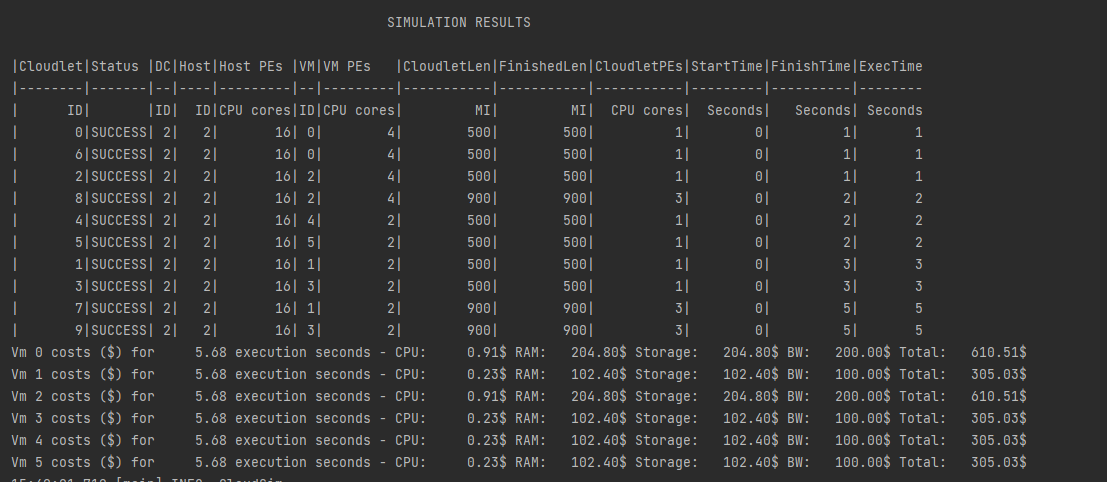 SIMULATION RESULTS
|Cloudlet|Status |DC|Host|Host PEs |VM|VM PEs   |CloudletLen|FinishedLen|CloudletPEs|StartTime|FinishTime|ExecTime
|--------|-------|--|----|---------|--|---------|-----------|-----------|-----------|---------|----------|--------
|      ID|       |ID|  ID|CPU cores|ID|CPU cores|         MI|         MI|  CPU cores|  Seconds|   Seconds| Seconds
|       0|SUCCESS| 2|   2|       16| 0|        4|        500|        500|          1|        0|         1|       1
|       6|SUCCESS| 2|   2|       16| 0|        4|        500|        500|          1|        0|         1|       1
|       2|SUCCESS| 2|   2|       16| 2|        4|        500|        500|          1|        0|         1|       1
|       8|SUCCESS| 2|   2|       16| 2|        4|        900|        900|          3|        0|         2|       2
|       4|SUCCESS| 2|   2|       16| 4|        2|        500|        500|          1|        0|         2|       2
|       5|SUCCESS| 2|   2|       16| 5|        2|        500|        500|          1|        0|         2|       2
|       1|SUCCESS| 2|   2|       16| 1|        2|        500|        500|          1|        0|         3|       3
|       3|SUCCESS| 2|   2|       16| 3|        2|        500|        500|          1|        0|         3|       3
|       7|SUCCESS| 2|   2|       16| 1|        2|        900|        900|          3|        0|         5|       5
|       9|SUCCESS| 2|   2|       16| 3|        2|        900|        900|          3|        0|         5|       5
Vm 0 costs ($) for     5.68 execution seconds - CPU:     0.91$ RAM:   204.80$ Storage:   204.80$ BW:   200.00$ Total:   610.51$
Vm 1 costs ($) for     5.68 execution seconds - CPU:     0.23$ RAM:   102.40$ Storage:   102.40$ BW:   100.00$ Total:   305.03$
Vm 2 costs ($) for     5.68 execution seconds - CPU:     0.91$ RAM:   204.80$ Storage:   204.80$ BW:   200.00$ Total:   610.51$
Vm 3 costs ($) for     5.68 execution seconds - CPU:     0.23$ RAM:   102.40$ Storage:   102.40$ BW:   100.00$ Total:   305.03$
Vm 4 costs ($) for     5.68 execution seconds - CPU:     0.23$ RAM:   102.40$ Storage:   102.40$ BW:   100.00$ Total:   305.03$
Vm 5 costs ($) for     5.68 execution seconds - CPU:     0.23$ RAM:   102.40$ Storage:   102.40$ BW:   100.00$ Total:   305.03$